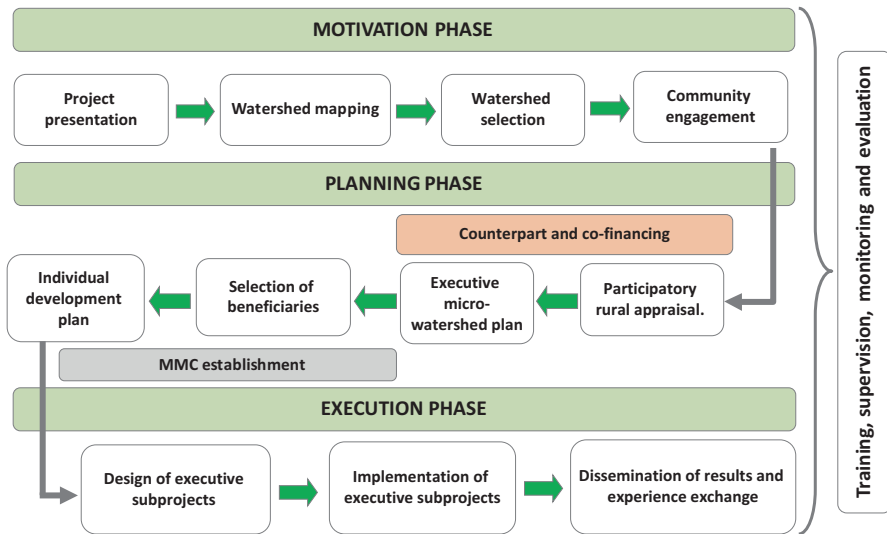 MOTIVATION PHASE
Project
presentation
Watershed mapping
Watershed
selection
Community
engagement
PLANNING PHASE
Counterpart and co-financing
Individual
development
plan
Selection of
beneficiaries
Executive
micro-
watershed plan
Participatory
rural appraisal.
MMC establishment
EXECUTION PHASE
Design of executive
subprojects
Implementation of
executive subprojects
Dissemination of results and
experience exchange
Training, supervision, monitoring and evaluation